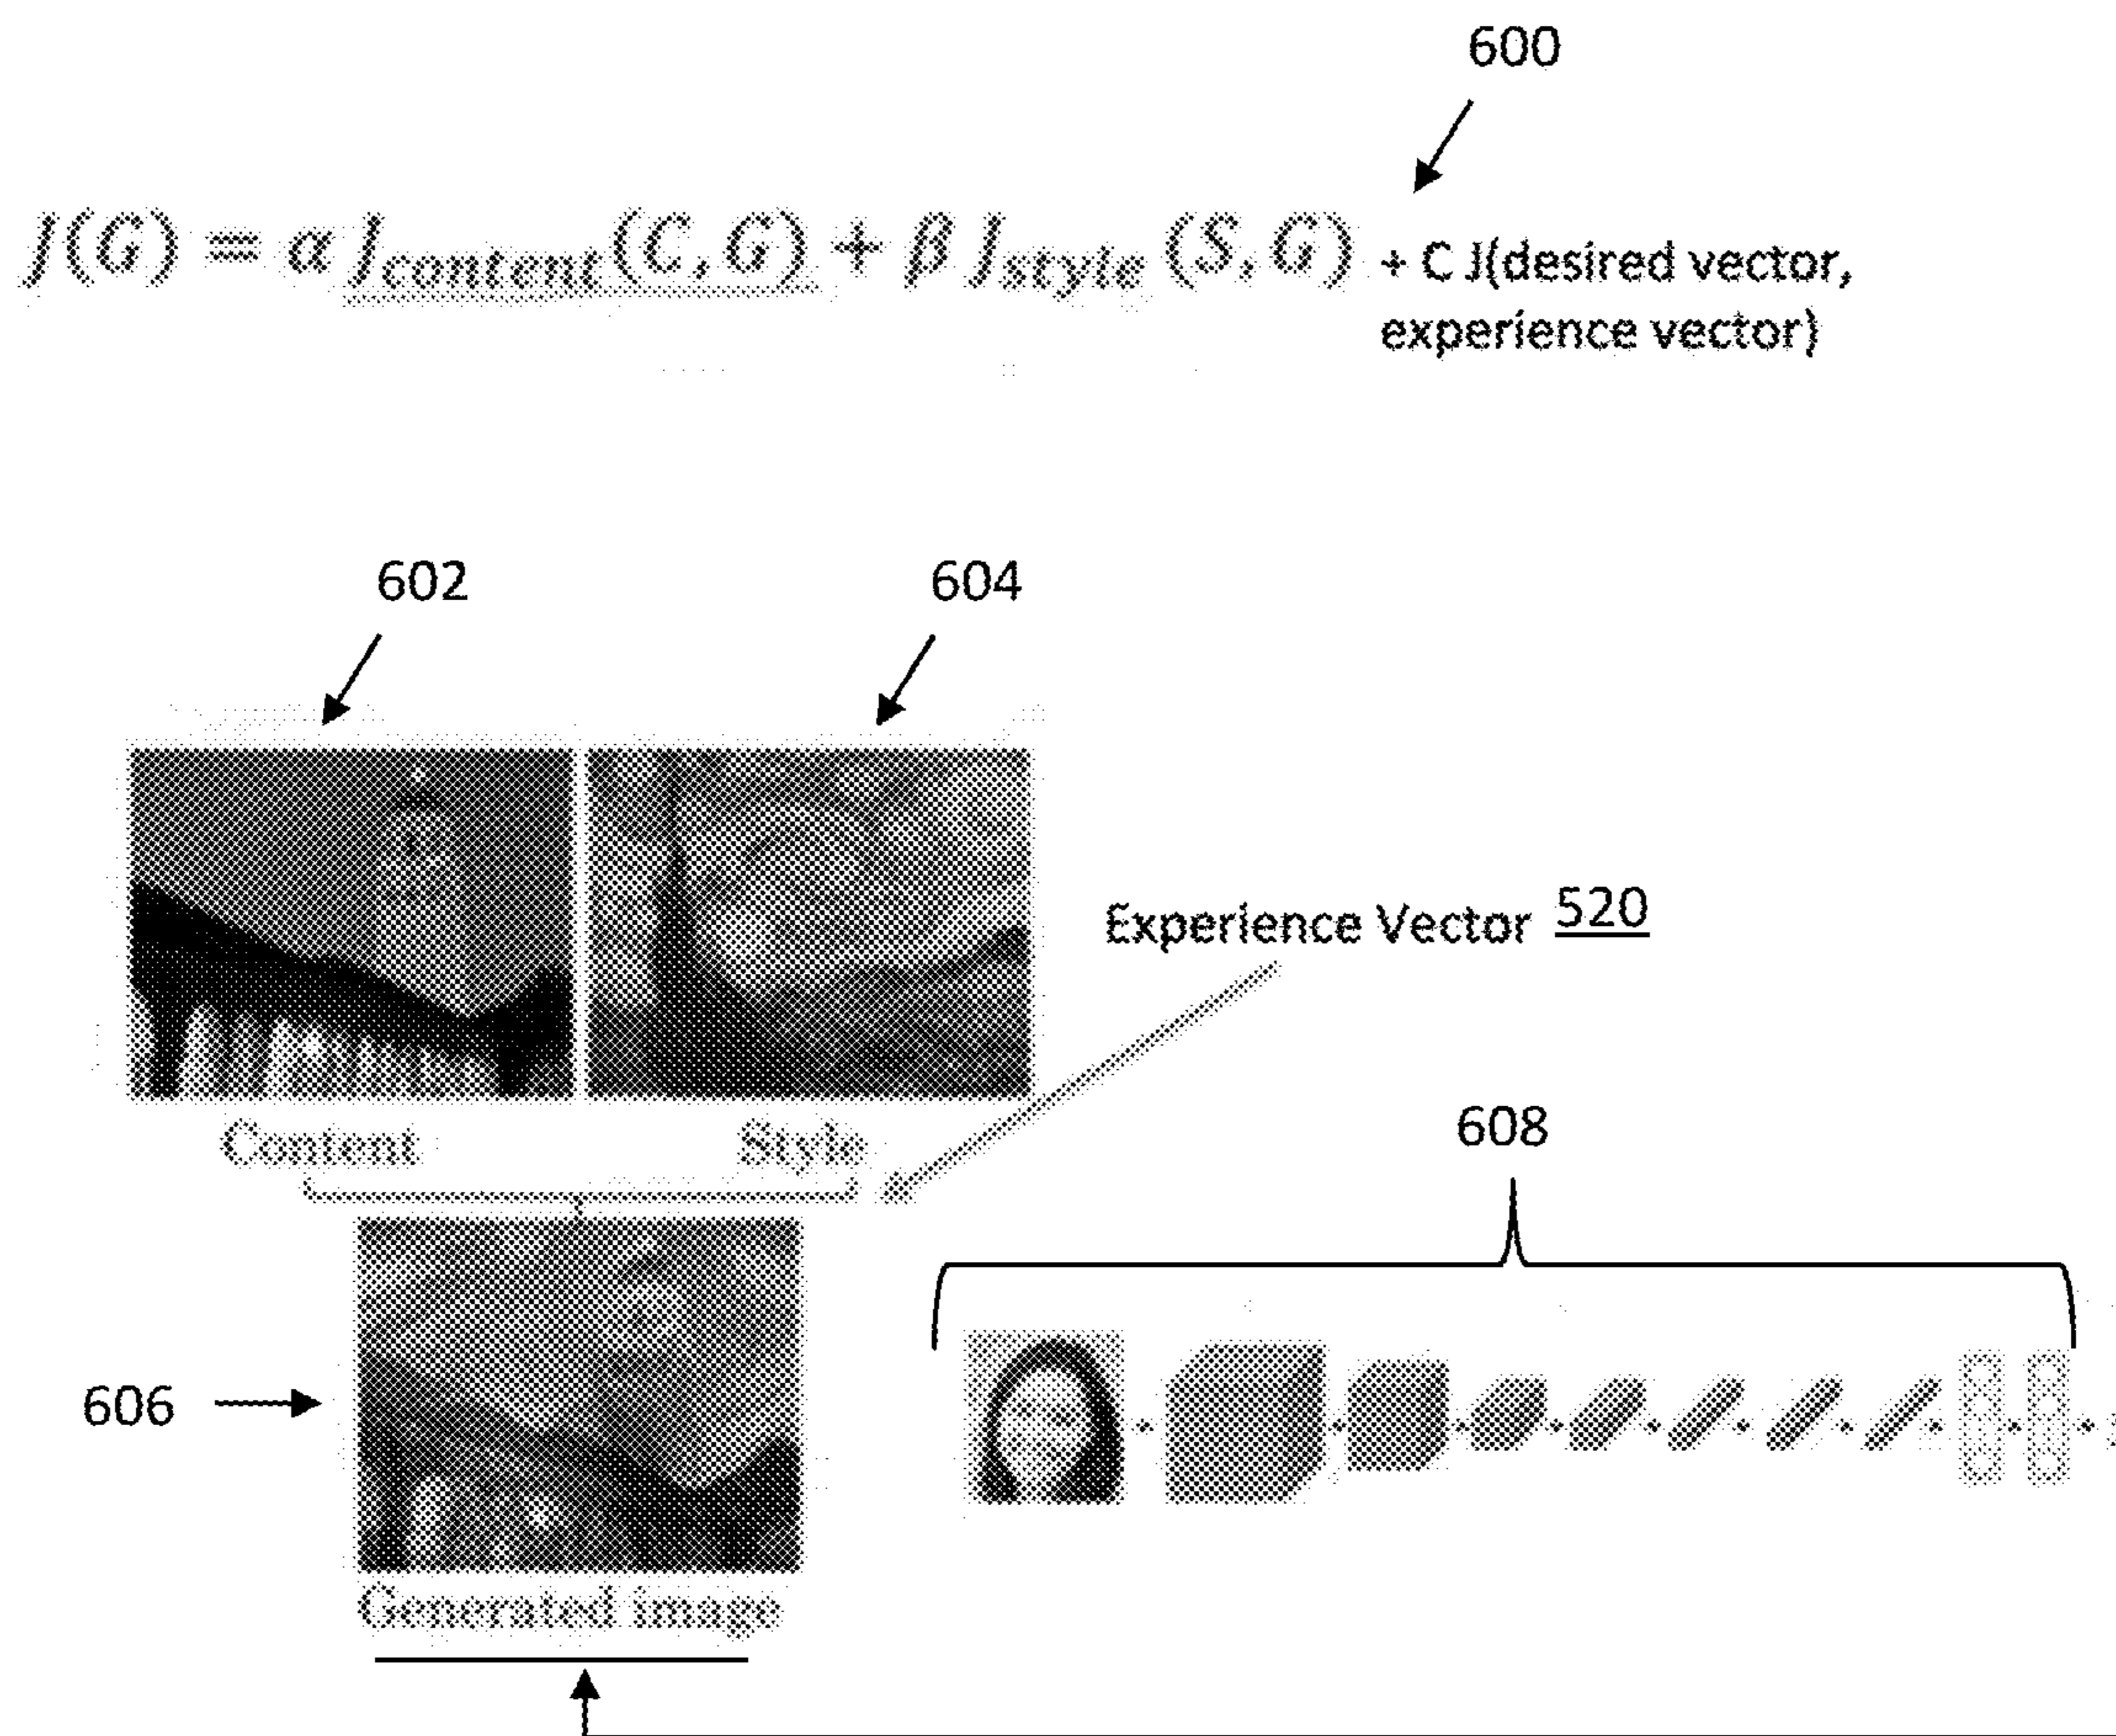 600
J(G) = α J_content (C, G) + β J_style (S, G) + C J(desired vector,
experience vector)
602
604
Experience Vector 520
Content
Style
608
606
Generated image